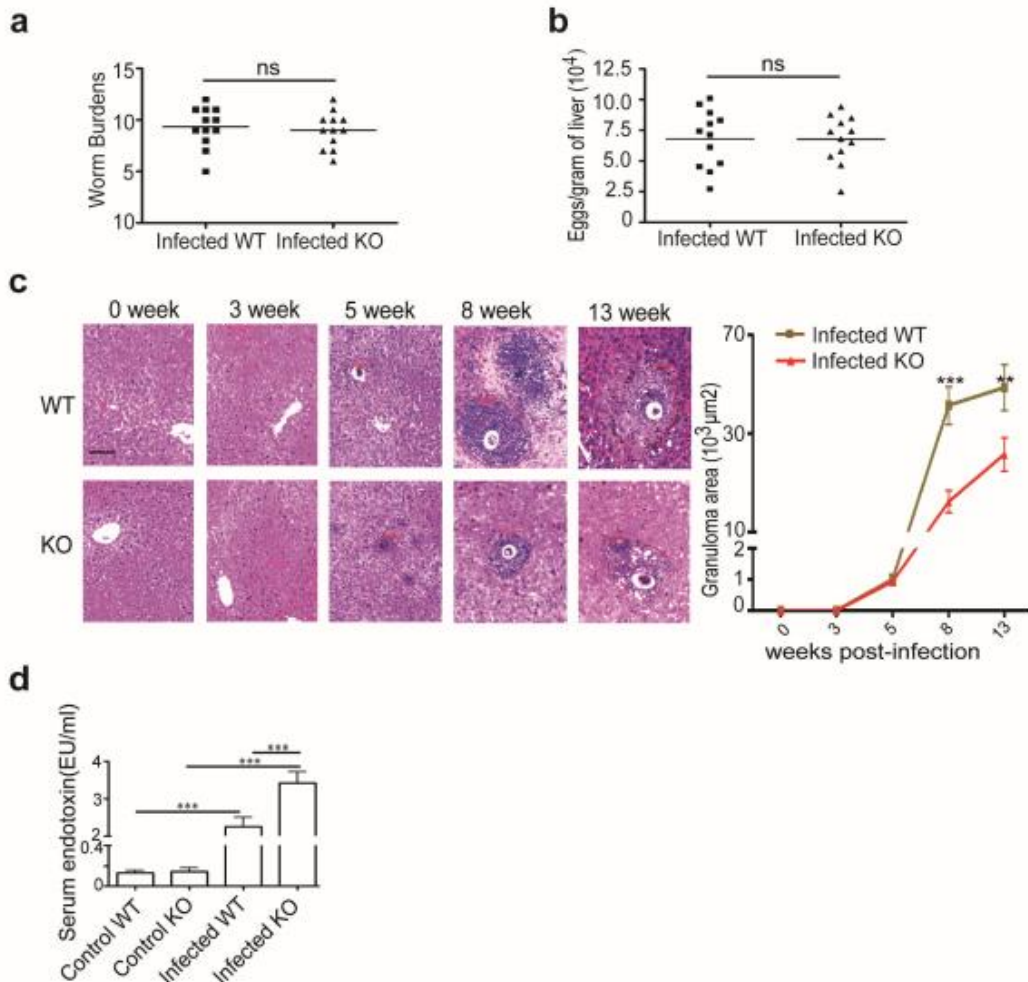 a
b
ns
15
10
5
10
Worm Burdens
Infected WT Infected KO
ns
12.5
10.0
7.5
5.0
2.5
0
Eggs/gram of liver (10⁴)
Infected WT Infected KO
c
0 week 3 week 5 week 8 week 13 week
WT
KO
Infected WT
Infected KO
***
**
70
30
10
2
1
0
Granuloma area (10³µm2)
0 3 5 8 13
weeks post-infection
d
***
***
***
4
3
2
0.4
0
Serum endotoxin(EU/ml)
Control WT
Control KO
Infected WT
Infected KO